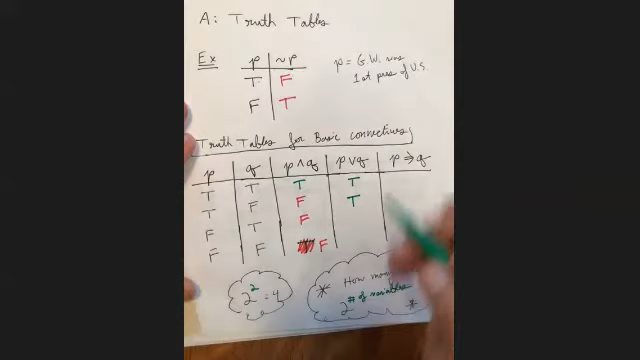 A: Truth Tables
Ex p ~p
T F
F T
p = G.W. was
1st pres of U.S.
Truth Tables for Basic connectives
p q p ∧ q p ∨ q p ⇒ q
T T T T
T F F T
F T F
F F F
2² = 4
* How many
2 # of variables *